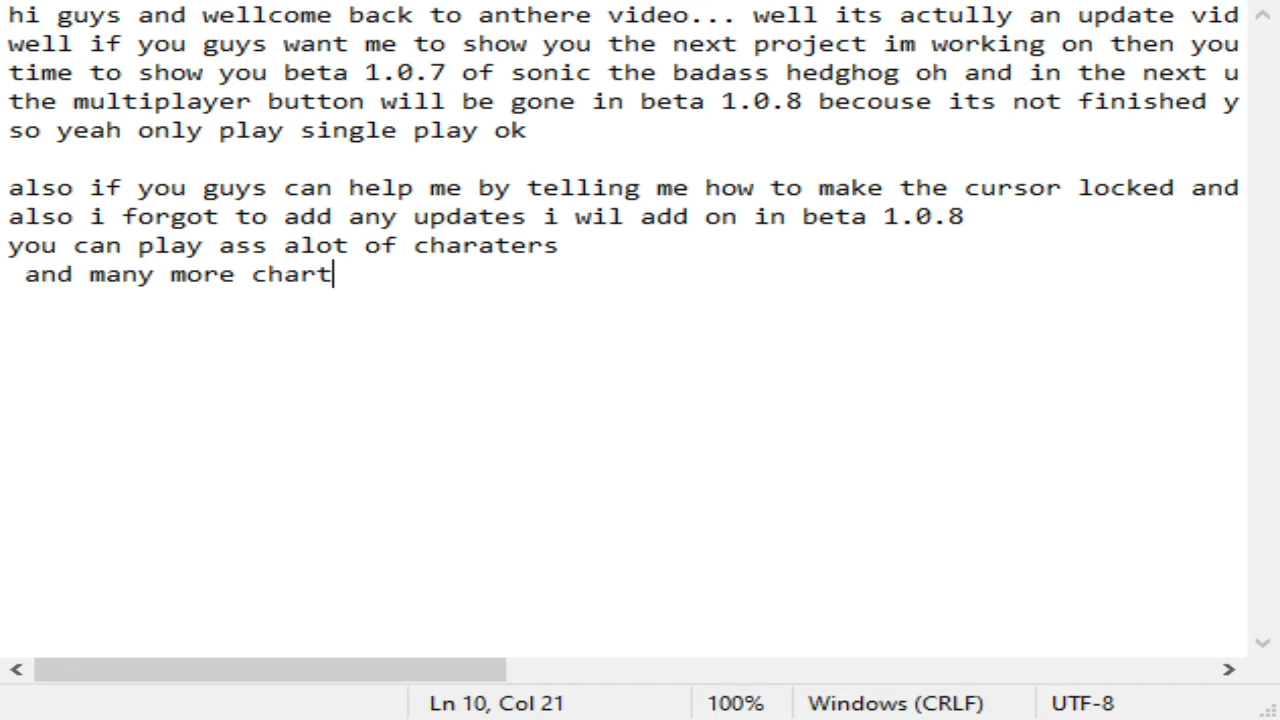 hi guys and wellcome back to anthere video... well its actully an update vid
well if you guys want me to show you the next project im working on then you
time to show you beta 1.0.7 of sonic the badass hedghog oh and in the next u
the multiplayer button will be gone in beta 1.0.8 becouse its not finished y
so yeah only play single play ok
also if you guys can help me by telling me how to make the cursor locked and
also i forgot to add any updates i wil add on in beta 1.0.8
you can play ass alot of charaters
and many more chart
Ln 10, Col 21 100% Windows (CRLF) UTF-8